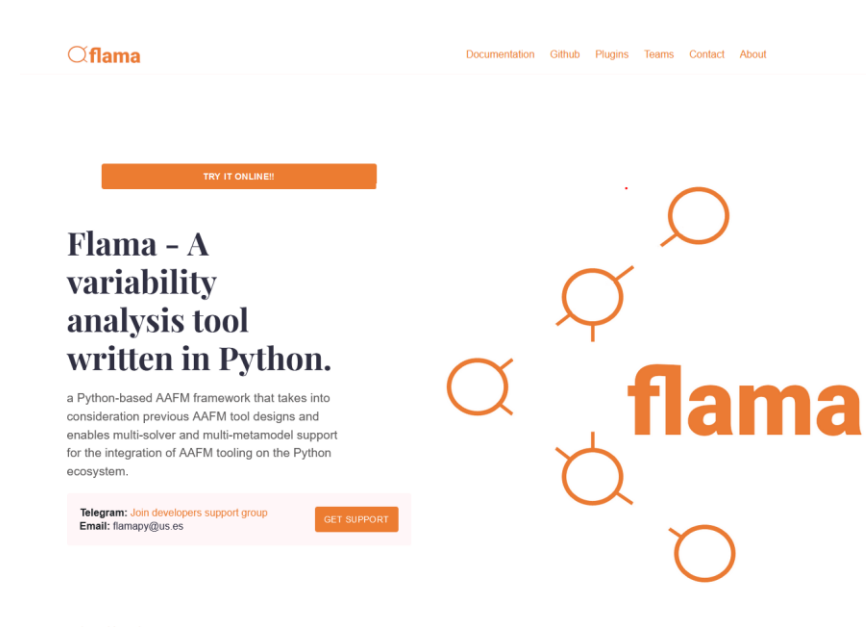 flama
Documentation Github Plugins Teams Contact About
TRY IT ONLINE!!
Flama - A
variability
analysis tool
written in Python.
a Python-based AAFM framework that takes into
consideration previous AAFM tool designs and
enables multi-solver and multi-metamodel support
for the integration of AAFM tooling on the Python
ecosystem.
Telegram: Join developers support group
Email: flamapy@us.es
GET SUPPORT
flama